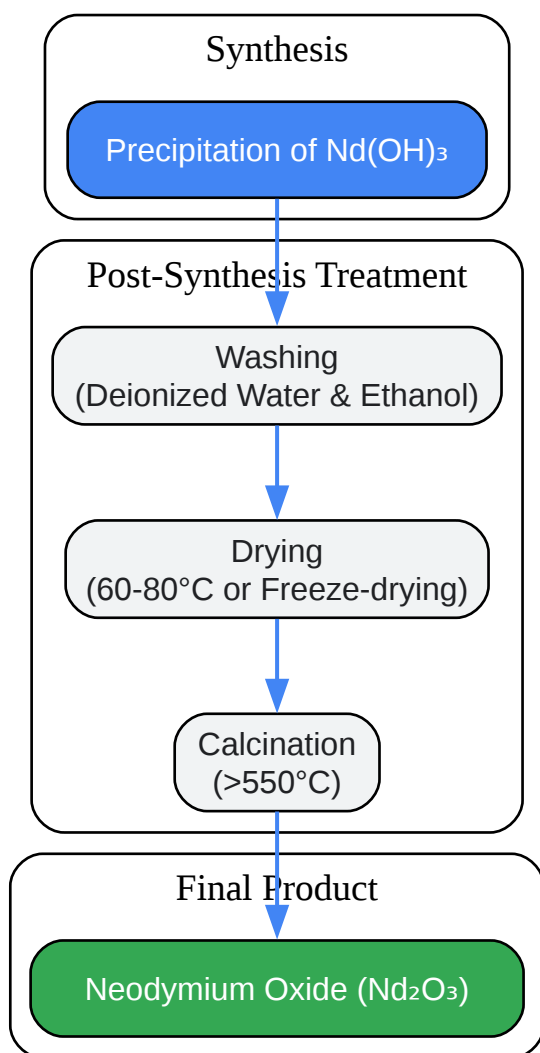 Synthesis
Precipitation of Nd(OH)₃
Post-Synthesis Treatment
Washing
(Deionized Water & Ethanol)
Drying
(60-80°C or Freeze-drying)
Calcination
(>550°C)
Final Product
Neodymium Oxide (Nd₂O₃)